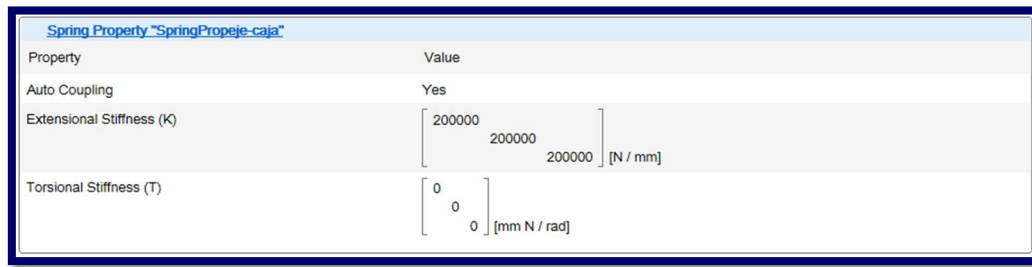 Spring Property "SpringPropeje-caja"
Property Value
Auto Coupling Yes
Extensional Stiffness (K) 200000
200000
200000 [N / mm]
Torsional Stiffness (T) 0
0
0 [mm N / rad]